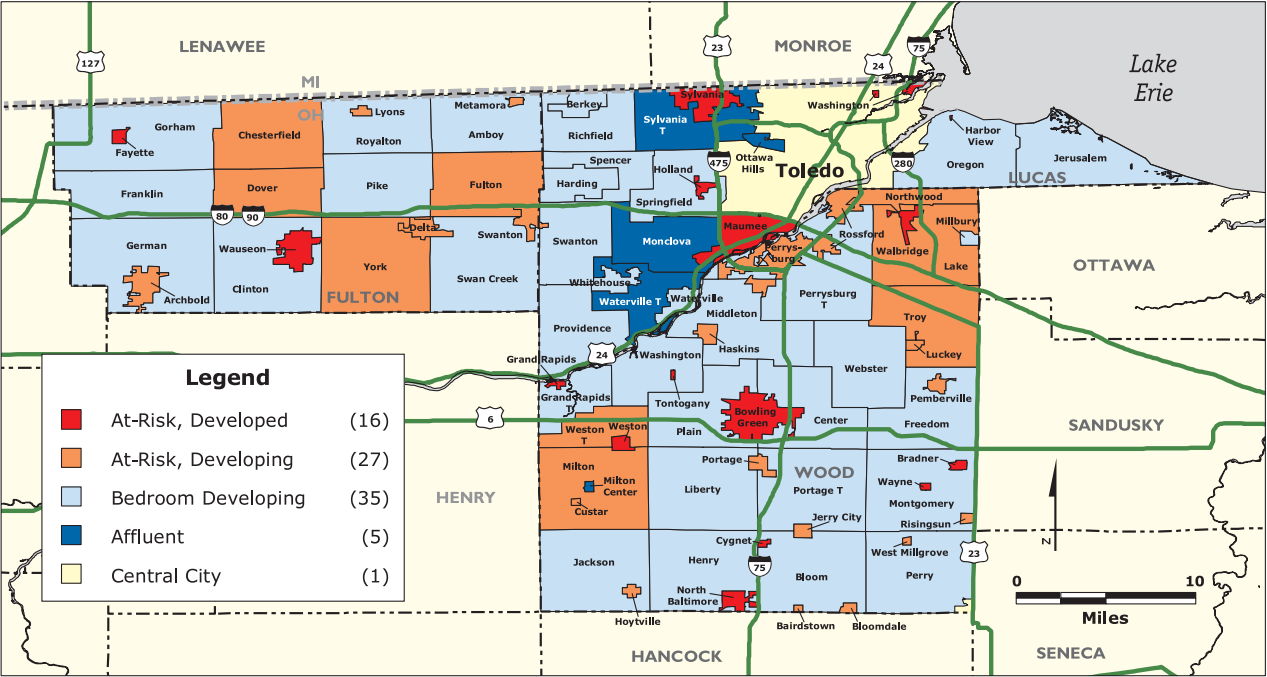 LENAWEE
MONROE
Lake
Erie
127
23
24
75
MI
OH
Metamora
Berkey
Sylvania
Washington
Lyons
Gorham
Chesterfield
Royalton
Amboy
Richfield
Sylvania
T
Fayette
Harbor
View
Ottawa
Hills
Toledo
475
280
Oregon
Jerusalem
LUCAS
Spencer
Holland
Harding
Springfield
Franklin
Dover
Pike
Fulton
Northwood
80
90
Delta
Swanton
Swanton
Monclova
Maumee
Rossford
Millbury
German
Wauseon
Walbridge
Perrys-
burg
Lake
OTTAWA
York
Swan Creek
Whitehouse
Archbold
Clinton
FULTON
Waterville T
Waterville
Perrysburg
T
Middleton
Troy
Providence
Haskins
Luckey
24
Washington
Grand Rapids
Grand Rapids
T
Webster
Tontogany
Pemberville
6
Bowling
Green
Center
Freedom
SANDUSKY
Weston
T
Weston
Plain
Portage
WOOD
Bradner
Milton
Milton
Center
Custar
Liberty
Portage T
Wayne
Montgomery
HENRY
Risingsun
Jerry City
Cygnet
West Millgrove
23
N
Jackson
Henry
75
Bloom
Perry
North
Baltimore
Hoytville
Bairdstown
Bloomdale
0
10
Miles
HANCOCK
SENECA
Legend
At-Risk, Developed (16)
At-Risk, Developing (27)
Bedroom Developing (35)
Affluent (5)
Central City (1)